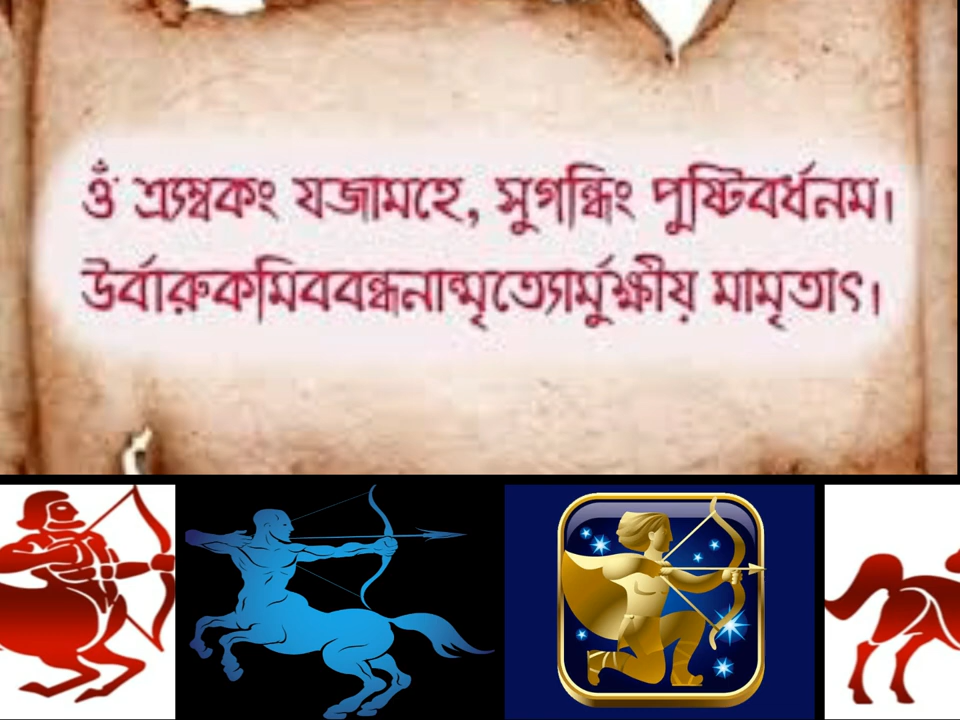 ওঁ ত্র্যম্বকং যজামহে, সুগন্ধিং পুষ্টিবর্ধনম।
উর্বারুকমিববন্ধনান্মৃত্যোর্মুক্ষীয় মামৃতাৎ।